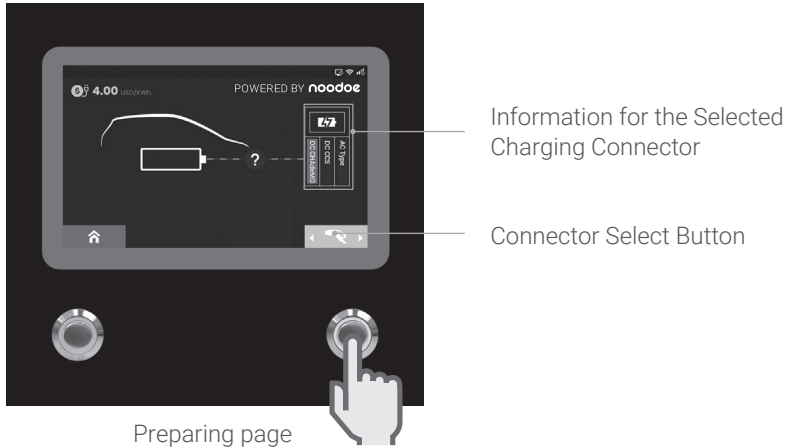 4.00 USD/KWh
POWERED BY noodoe
AC Type
DC CCS
DC CHAdeMO
?
Information for the Selected
Charging Connector
Connector Select Button
Preparing page